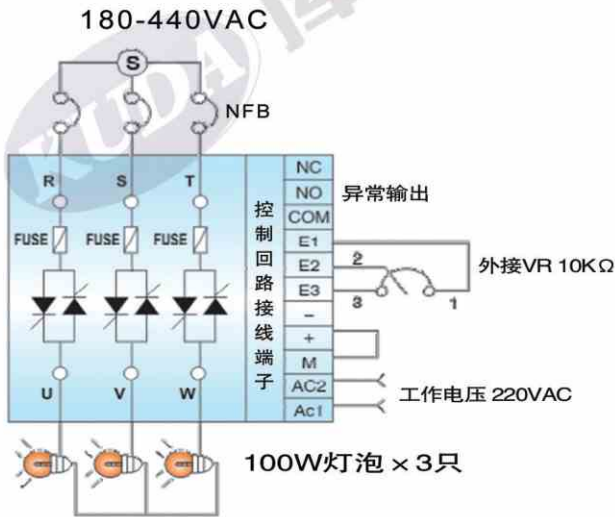 180-440VAC
KUDA
S
NFB
R S T
FUSE FUSE FUSE
U V W
控制回路接线端子
NC
NO
COM
E1
E2
E3
−
+
M
AC2
Ac1
异常输出
2
3 1
外接VR 10KΩ
工作电压 220VAC
100W灯泡 × 3只